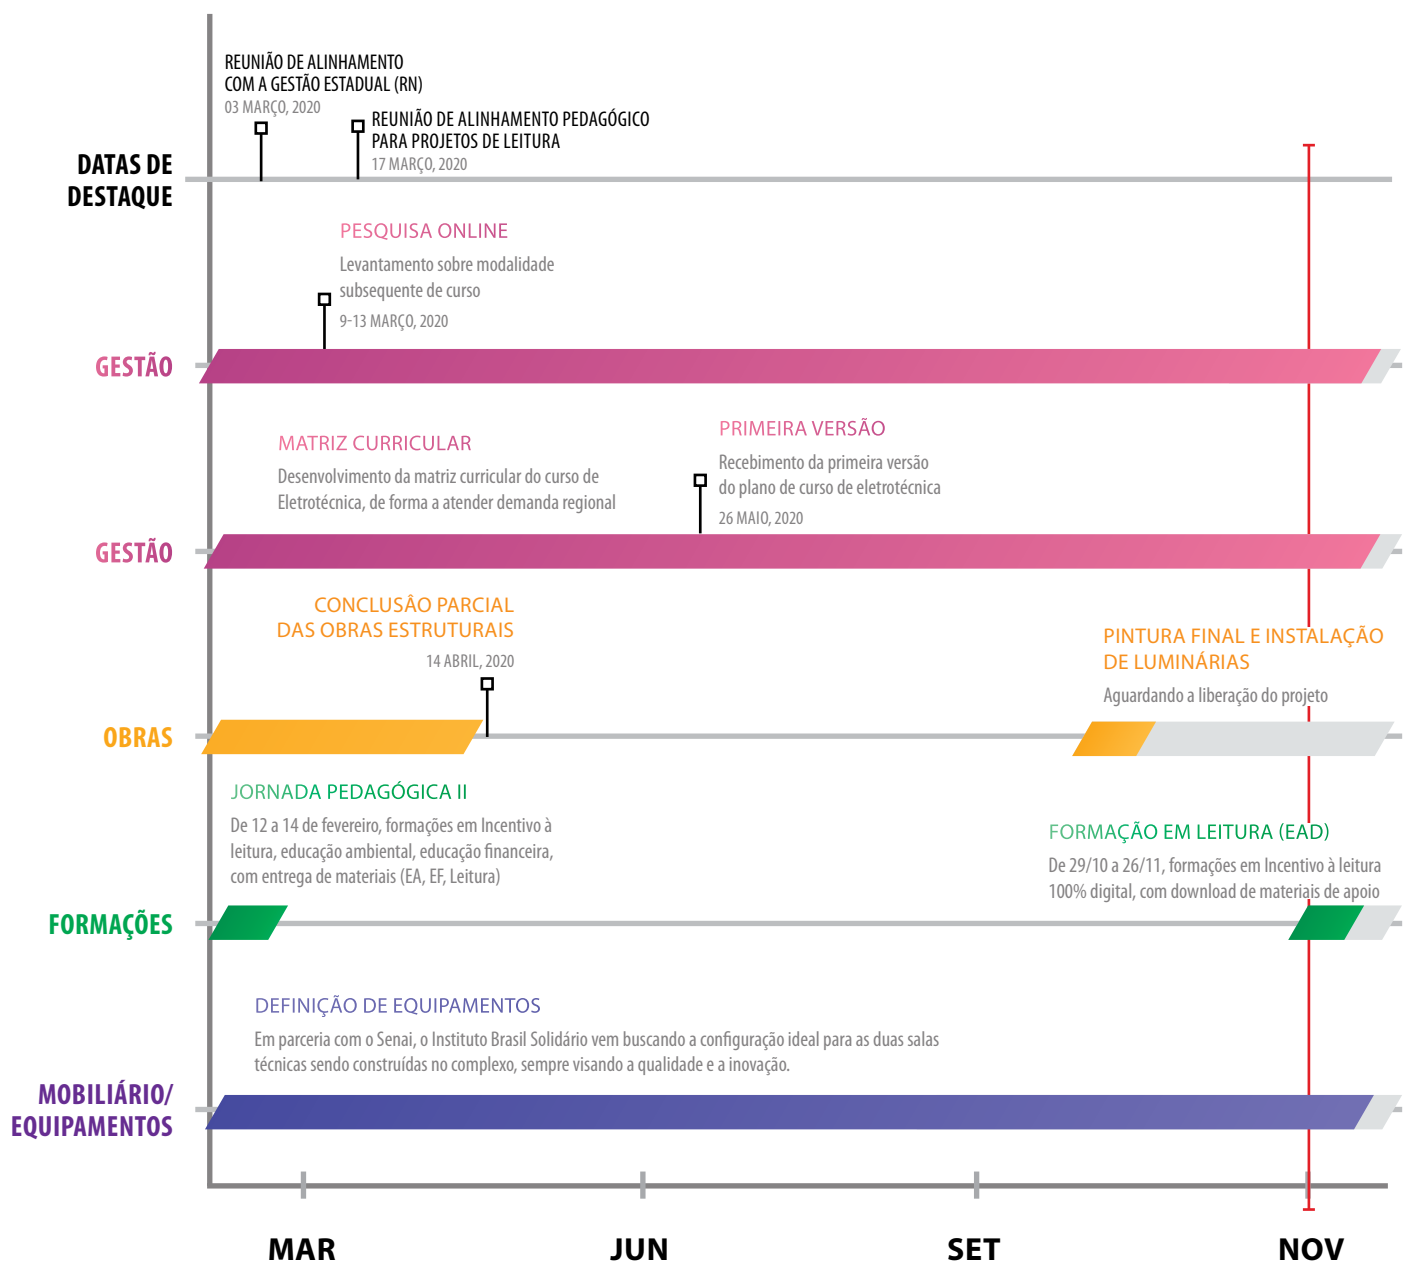 REUNIÃO DE ALINHAMENTO
COM A GESTÃO ESTADUAL (RN)
03 MARÇO, 2020
REUNIÃO DE ALINHAMENTO PEDAGÓGICO
PARA PROJETOS DE LEITURA
17 MARÇO, 2020
DATAS DE
DESTAQUE
PESQUISA ONLINE
Levantamento sobre modalidade
subsequente de curso
9-13 MARÇO, 2020
GESTÃO
MATRIZ CURRICULAR
Desenvolvimento da matriz curricular do curso de
Eletrotécnica, de forma a atender demanda regional
PRIMEIRA VERSÃO
Recebimento da primeira versão
do plano de curso de eletrotécnica
26 MAIO, 2020
GESTÃO
CONCLUSÂO PARCIAL
DAS OBRAS ESTRUTURAIS
14 ABRIL, 2020
PINTURA FINAL E INSTALAÇÃO
DE LUMINÁRIAS
Aguardando a liberação do projeto
OBRAS
JORNADA PEDAGÓGICA II
De 12 a 14 de fevereiro, formações em Incentivo à
leitura, educação ambiental, educação financeira,
com entrega de materiais (EA, EF, Leitura)
FORMAÇÃO EM LEITURA (EAD)
De 29/10 a 26/11, formações em Incentivo à leitura
100% digital, com download de materiais de apoio
FORMAÇÕES
DEFINIÇÃO DE EQUIPAMENTOS
Em parceria com o Senai, o Instituto Brasil Solidário vem buscando a configuração ideal para as duas salas
técnicas sendo construídas no complexo, sempre visando a qualidade e a inovação.
MOBILIÁRIO/
EQUIPAMENTOS
MAR JUN SET NOV